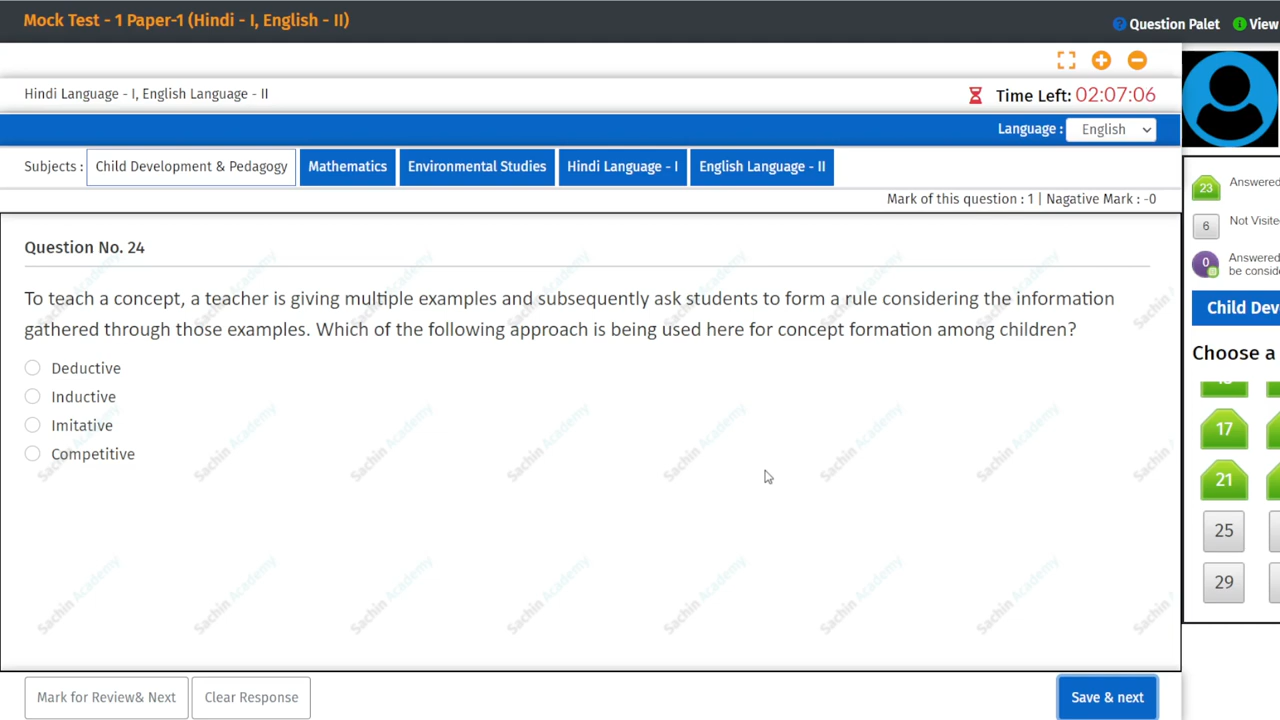 Mock Test - 1 Paper-1 (Hindi - I, English - II)
Question Palet
View
Hindi Language - I, English Language - II
Time Left: 02:07:06
Language :
English
Subjects :
Child Development & Pedagogy
Mathematics
Environmental Studies
Hindi Language - I
English Language - II
Mark of this question : 1 | Nagative Mark : -0
Question No. 24
To teach a concept, a teacher is giving multiple examples and subsequently ask students to form a rule considering the information
gathered through those examples. Which of the following approach is being used here for concept formation among children?
Deductive
Inductive
Imitative
Competitive
Sachin Academy
Mark for Review& Next
Clear Response
Save & next
23
Answered
6
Not Visite
0
Answered
be consid
Child Dev
Choose a
17
21
25
29